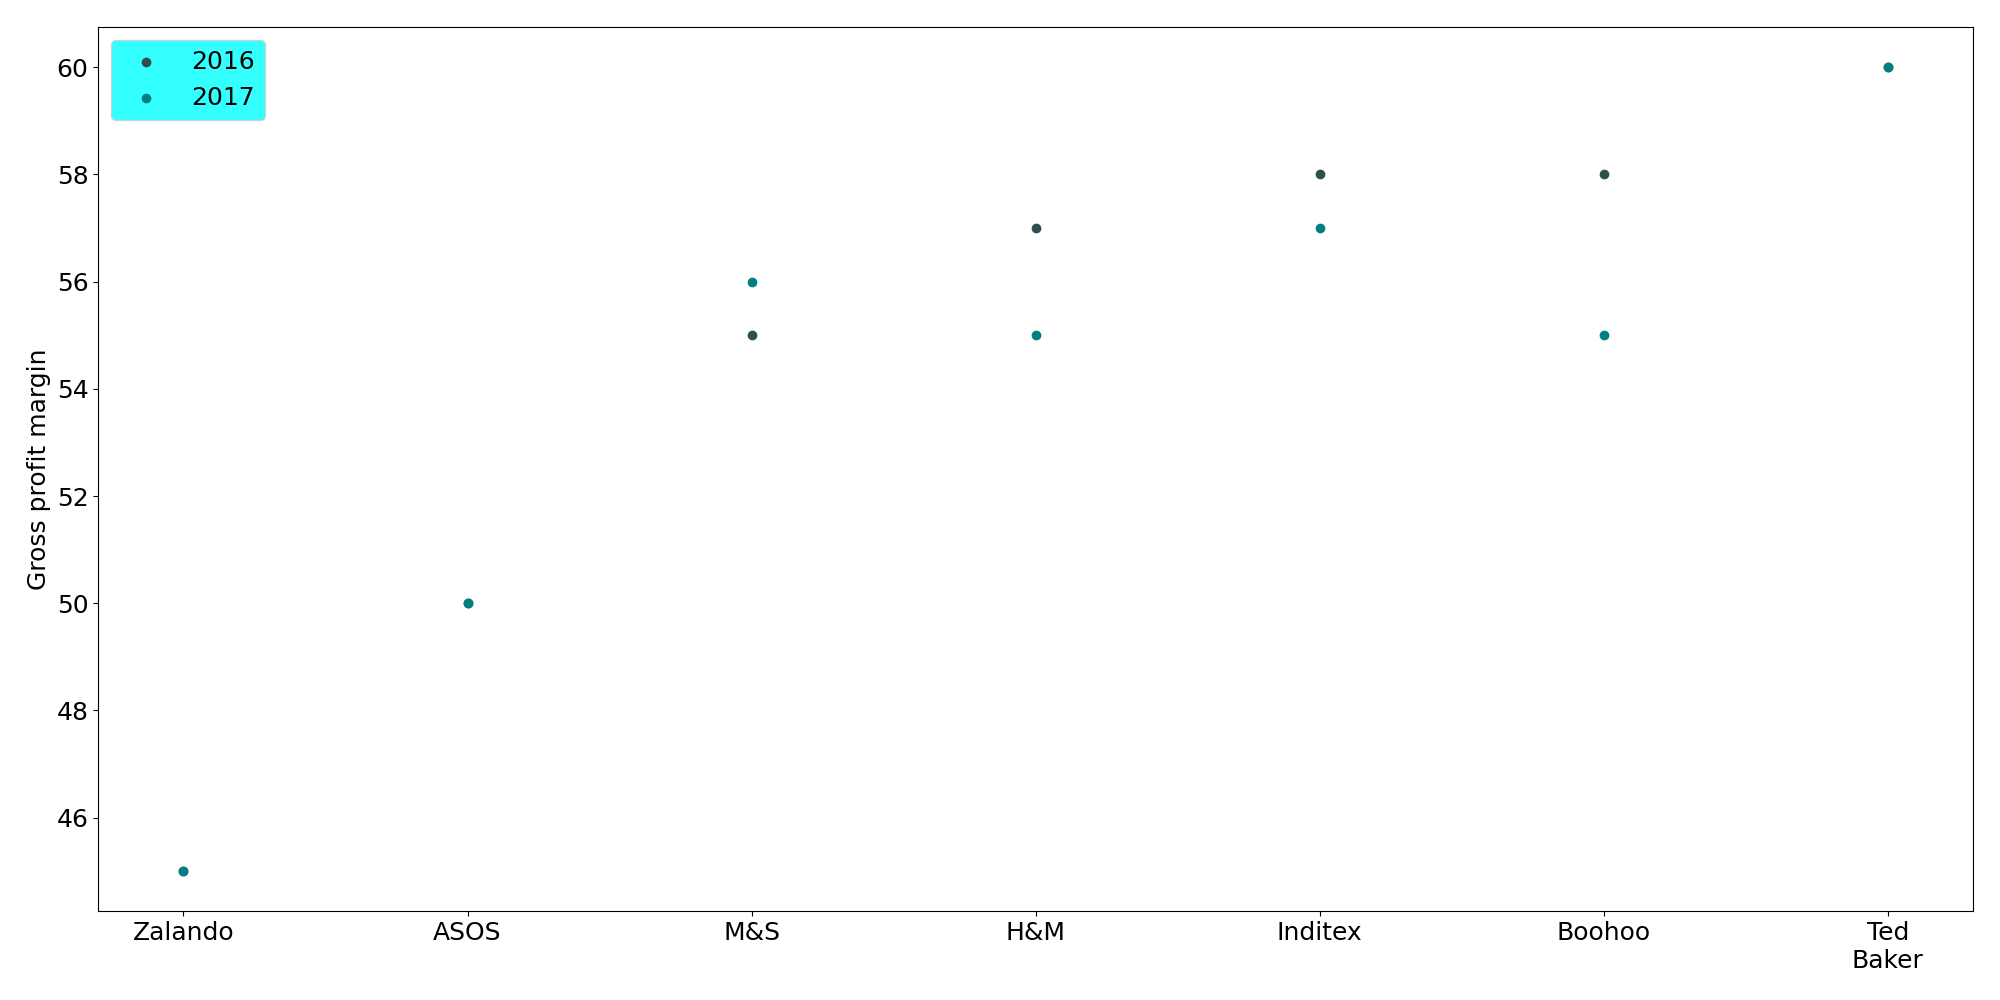 2016
2017
60
58
56
54
52
50
48
46
Gross profit margin
Zalando
ASOS
M&S
H&M
Inditex
Boohoo
Ted
Baker